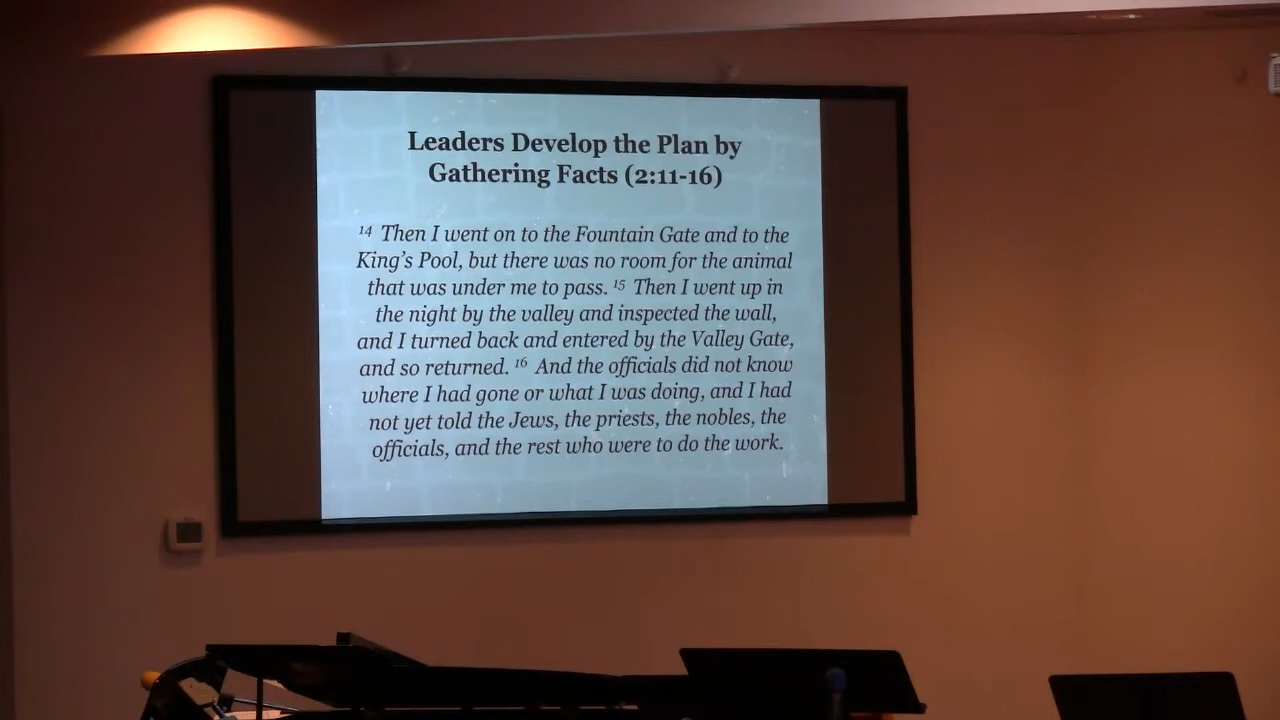 Leaders Develop the Plan by
Gathering Facts (2:11-16)
14 Then I went on to the Fountain Gate and to the
King's Pool, but there was no room for the animal
that was under me to pass. 15 Then I went up in
the night by the valley and inspected the wall,
and I turned back and entered by the Valley Gate,
and so returned. 16 And the officials did not know
where I had gone or what I was doing, and I had
not yet told the Jews, the priests, the nobles, the
officials, and the rest who were to do the work.